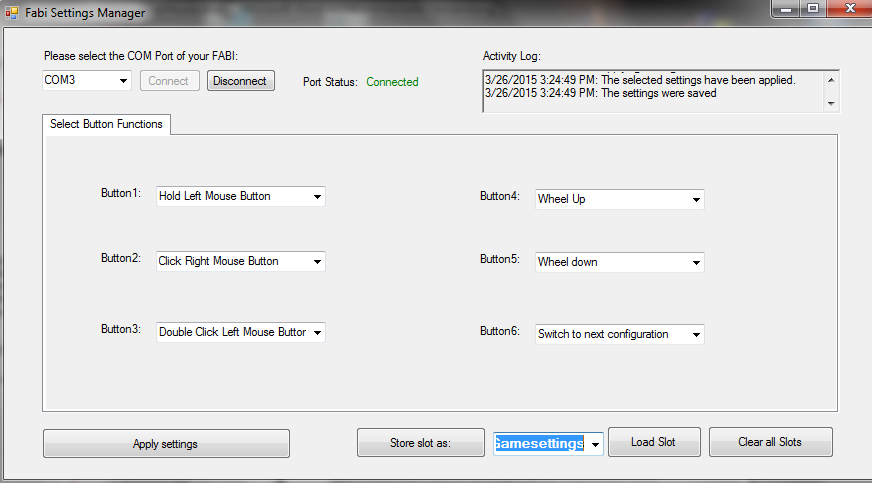 Fabi Settings Manager
Please select the COM Port of your FABI:
COM3
Connect
Disconnect
Port Status: Connected
Activity Log:
3/26/2015 3:24:49 PM: The selected settings have been applied.
3/26/2015 3:24:49 PM: The settings were saved
Select Button Functions
Button1: Hold Left Mouse Button
Button4: Wheel Up
Button2: Click Right Mouse Button
Button5: Wheel down
Button3: Double Click Left Mouse Button
Button6: Switch to next configuration
Apply settings
Store slot as:
Gamesettings
Load Slot
Clear all Slots